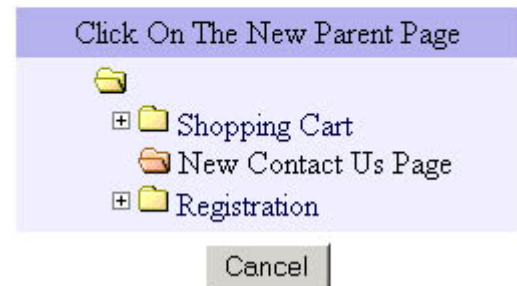 Click On The New Parent Page
Shopping Cart
New Contact Us Page
Registration
Cancel